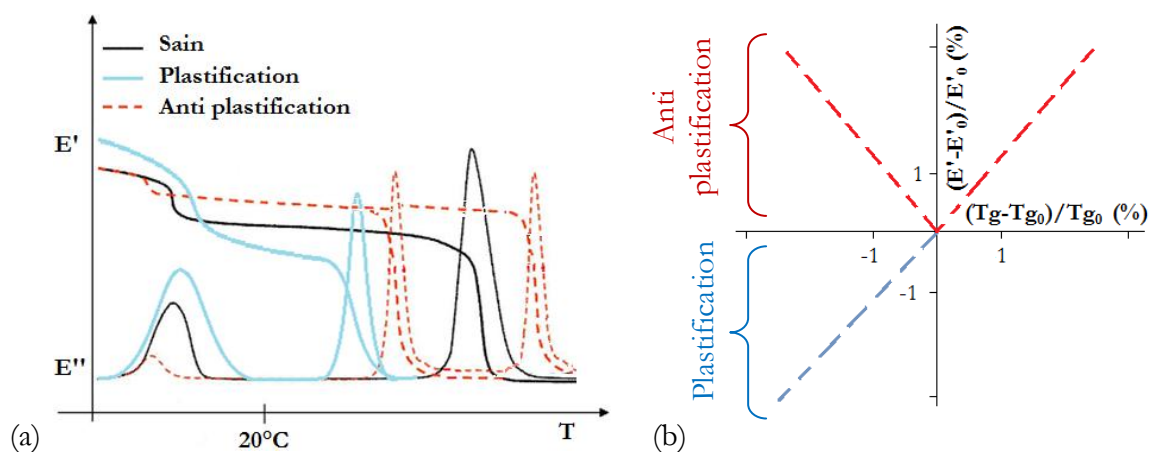 Sain
Plastification
Anti plastification
E'
E"
20°C
T
(a)
Anti
plastification
Plastification
(E'-E'₀)/E'₀ (%)
1
(Tg-Tg₀)/Tg₀ (%)
-1
1
-1
(b)